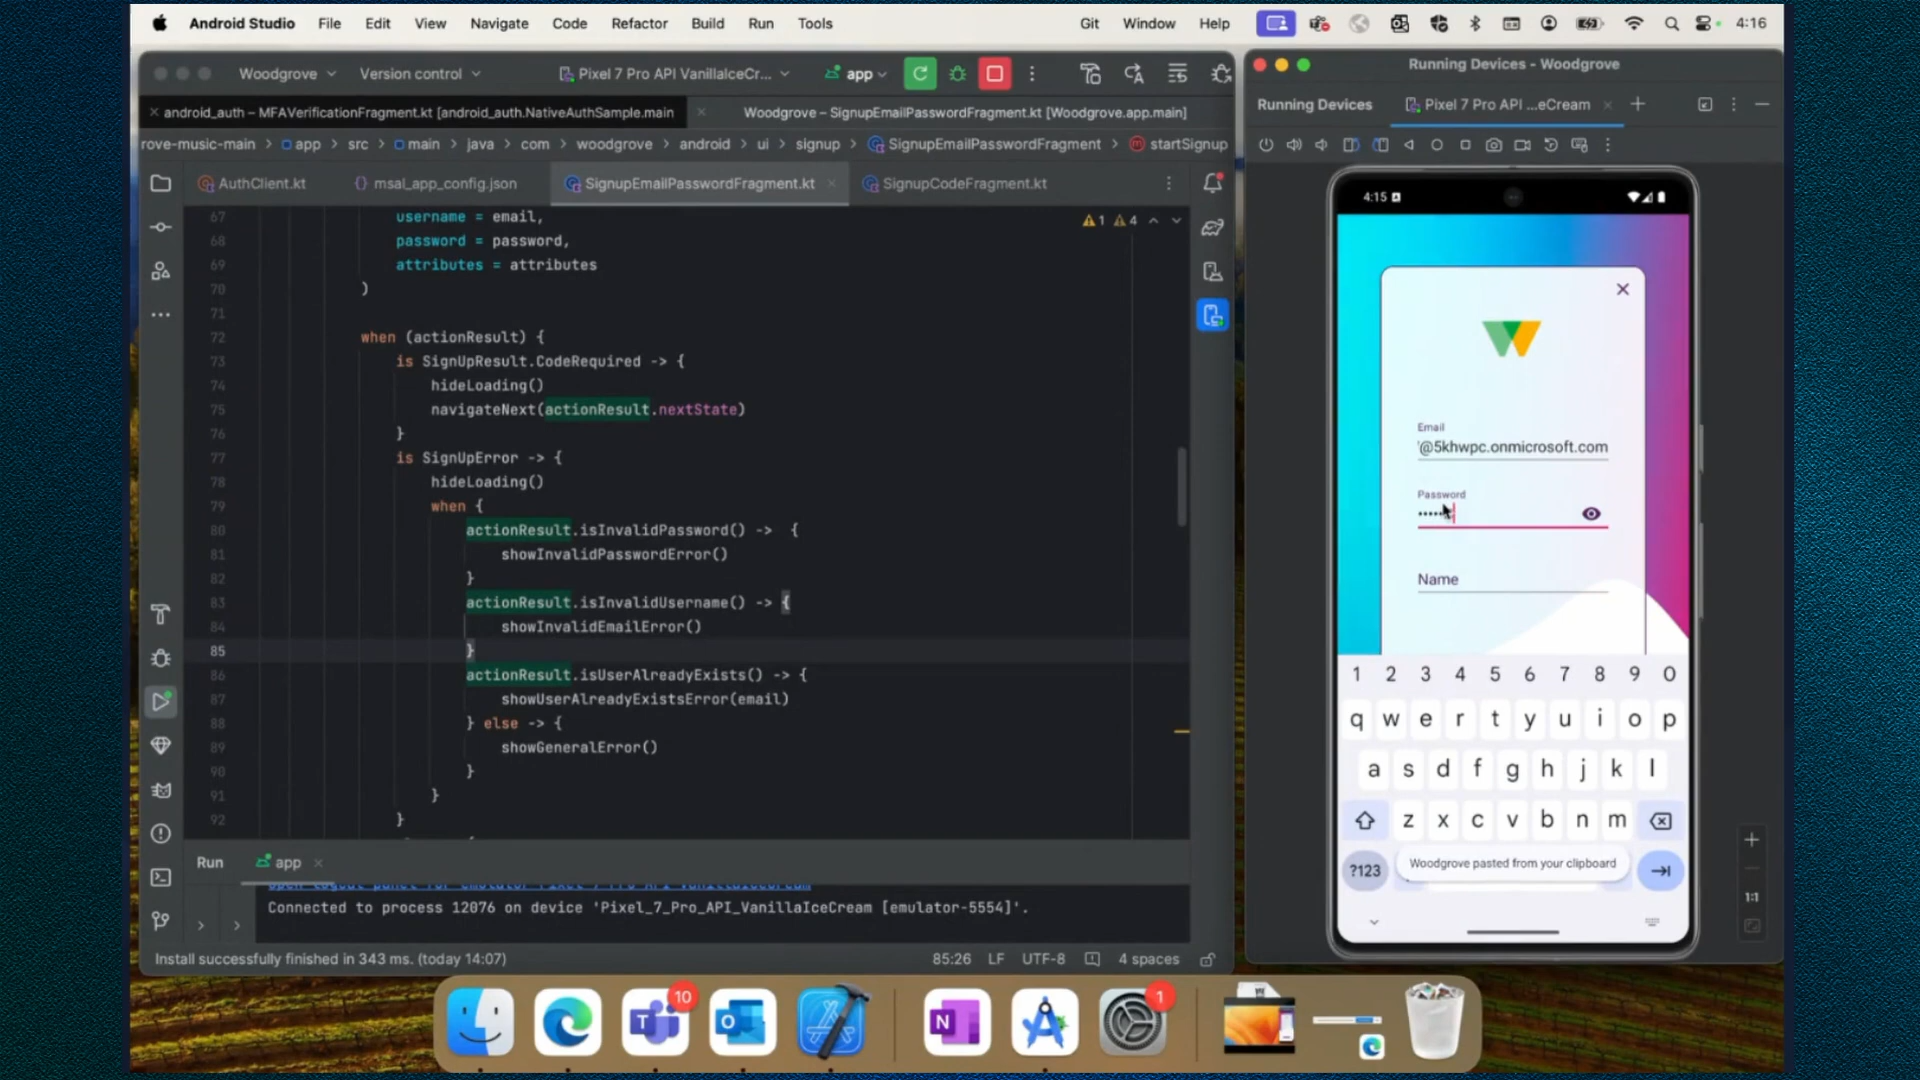 Android Studio File Edit View Navigate Code Refactor Build Run Tools Git Window Help 4:16
Woodgrove Version control Pixel 7 Pro API VanillaIceCr... app
android_auth – MFAVerificationFragment.kt [android_auth.NativeAuthSample.main] Woodgrove – SignupEmailPasswordFragment.kt [Woodgrove.app.main]
rove-music-main > app > src > main > java > com > woodgrove > android > ui > signup > SignupEmailPasswordFragment > startSignup
AuthClient.kt msal_app_config.json SignupEmailPasswordFragment.kt SignupCodeFragment.kt
1 4
67 username = email,
68 password = password,
69 attributes = attributes
70 )
71
72 when (actionResult) {
73 is SignUpResult.CodeRequired -> {
74 hideLoading()
75 navigateNext(actionResult.nextState)
76 }
77 is SignUpError -> {
78 hideLoading()
79 when {
80 actionResult.isInvalidPassword() -> {
81 showInvalidPasswordError()
82 }
83 actionResult.isInvalidUsername() -> {
84 showInvalidEmailError()
85 }
86 actionResult.isUserAlreadyExists() -> {
87 showUserAlreadyExistsError(email)
88 } else -> {
89 showGeneralError()
90 }
91 }
92 }
Run app
Connected to process 12076 on device 'Pixel_7_Pro_API_VanillaIceCream [emulator-5554]'.
Install successfully finished in 343 ms. (today 14:07) 85:26 LF UTF-8 4 spaces
Running Devices - Woodgrove
Running Devices Pixel 7 Pro API ...eCream
4:15
Email
'@5khwpc.onmicrosoft.com
Password
Name
1 2 3 4 5 6 7 8 9 0
q w e r t y u i o p
a s d f g h j k l
z x c v b n m
?123 Woodgrove pasted from your clipboard
1:1
10 1
T O N